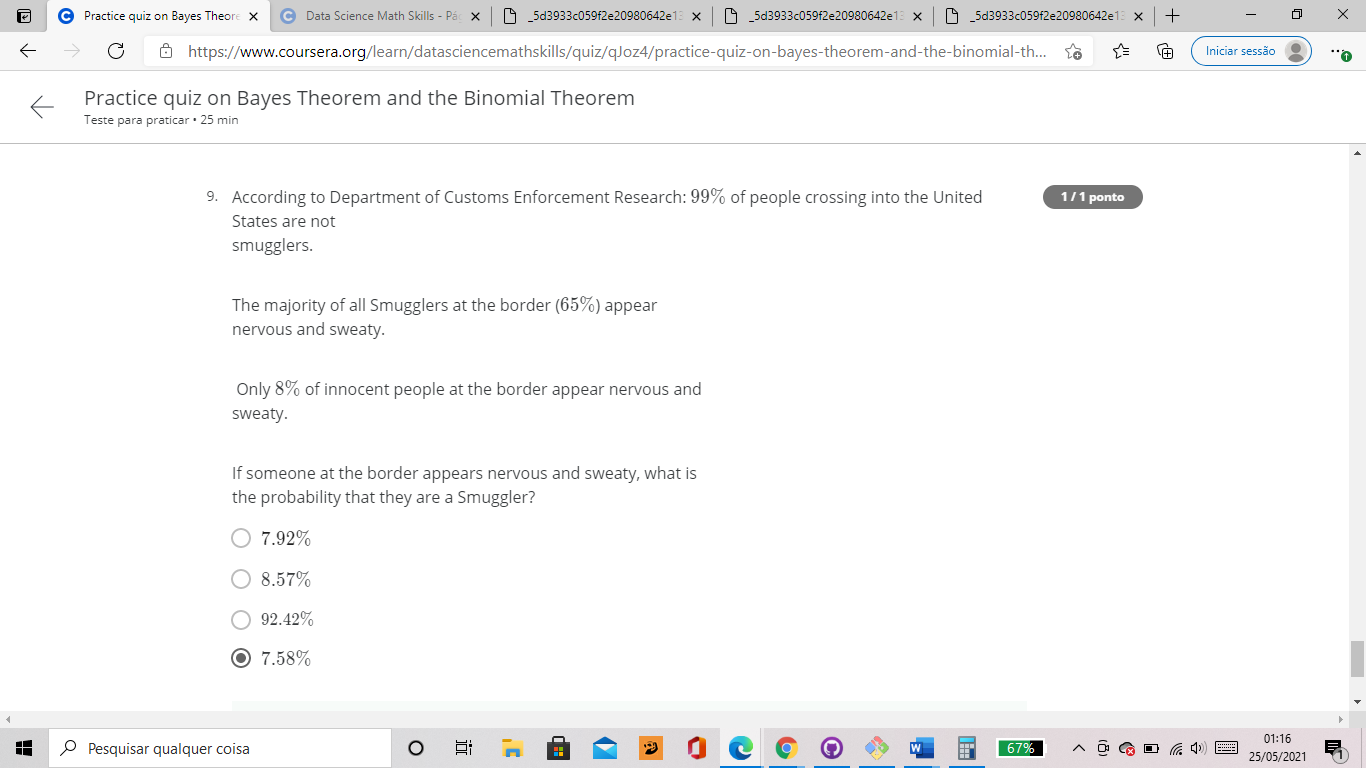 Practice quiz on Bayes Theore
Data Science Math Skills - Pá
_5d3933c059f2e20980642e13
_5d3933c059f2e20980642e13
_5d3933c059f2e20980642e13
https://www.coursera.org/learn/datasciencemathskills/quiz/qJoz4/practice-quiz-on-bayes-theorem-and-the-binomial-th...
Iniciar sessão
Practice quiz on Bayes Theorem and the Binomial Theorem
Teste para praticar • 25 min
9. According to Department of Customs Enforcement Research: 99% of people crossing into the United
1 / 1 ponto
States are not
smugglers.
The majority of all Smugglers at the border (65%) appear
nervous and sweaty.
Only 8% of innocent people at the border appear nervous and
sweaty.
If someone at the border appears nervous and sweaty, what is
the probability that they are a Smuggler?
7.92%
8.57%
92.42%
7.58%
Pesquisar qualquer coisa
67%
01:16
25/05/2021
1